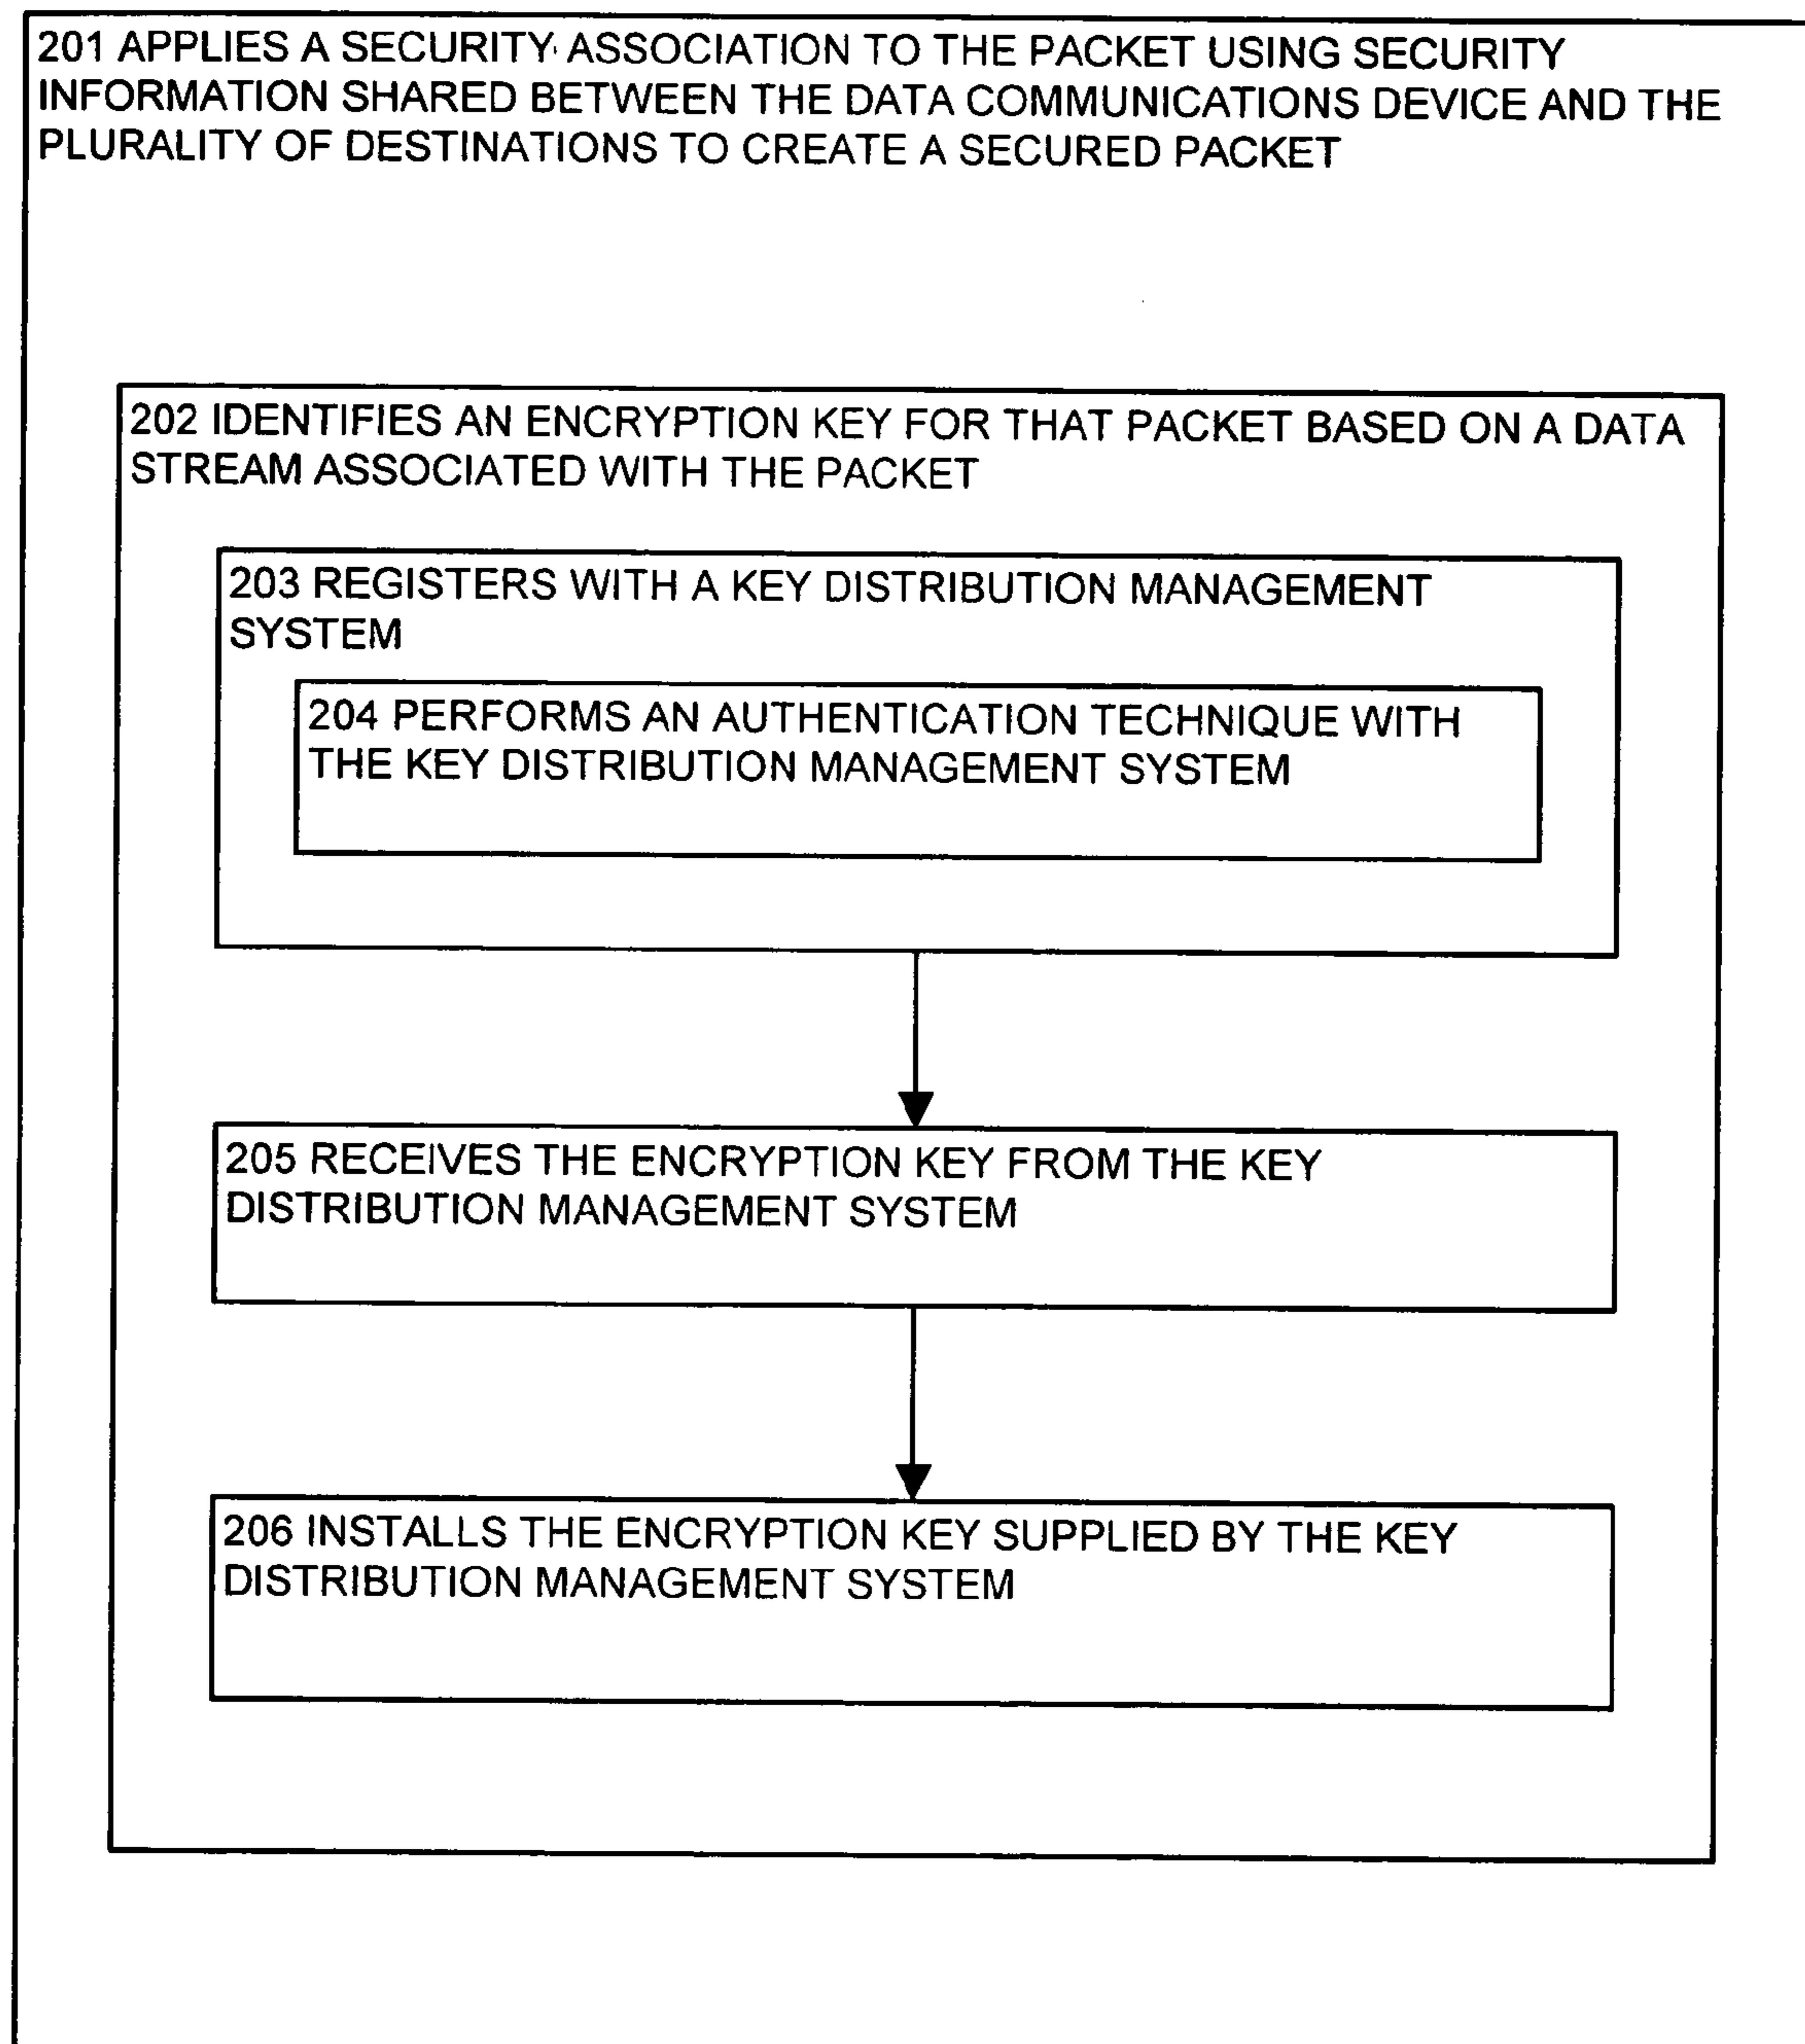 201 APPLIES A SECURITY ASSOCIATION TO THE PACKET USING SECURITY
INFORMATION SHARED BETWEEN THE DATA COMMUNICATIONS DEVICE AND THE
PLURALITY OF DESTINATIONS TO CREATE A SECURED PACKET
202 IDENTIFIES AN ENCRYPTION KEY FOR THAT PACKET BASED ON A DATA
STREAM ASSOCIATED WITH THE PACKET
203 REGISTERS WITH A KEY DISTRIBUTION MANAGEMENT
SYSTEM
204 PERFORMS AN AUTHENTICATION TECHNIQUE WITH
THE KEY DISTRIBUTION MANAGEMENT SYSTEM
205 RECEIVES THE ENCRYPTION KEY FROM THE KEY
DISTRIBUTION MANAGEMENT SYSTEM
206 INSTALLS THE ENCRYPTION KEY SUPPLIED BY THE KEY
DISTRIBUTION MANAGEMENT SYSTEM